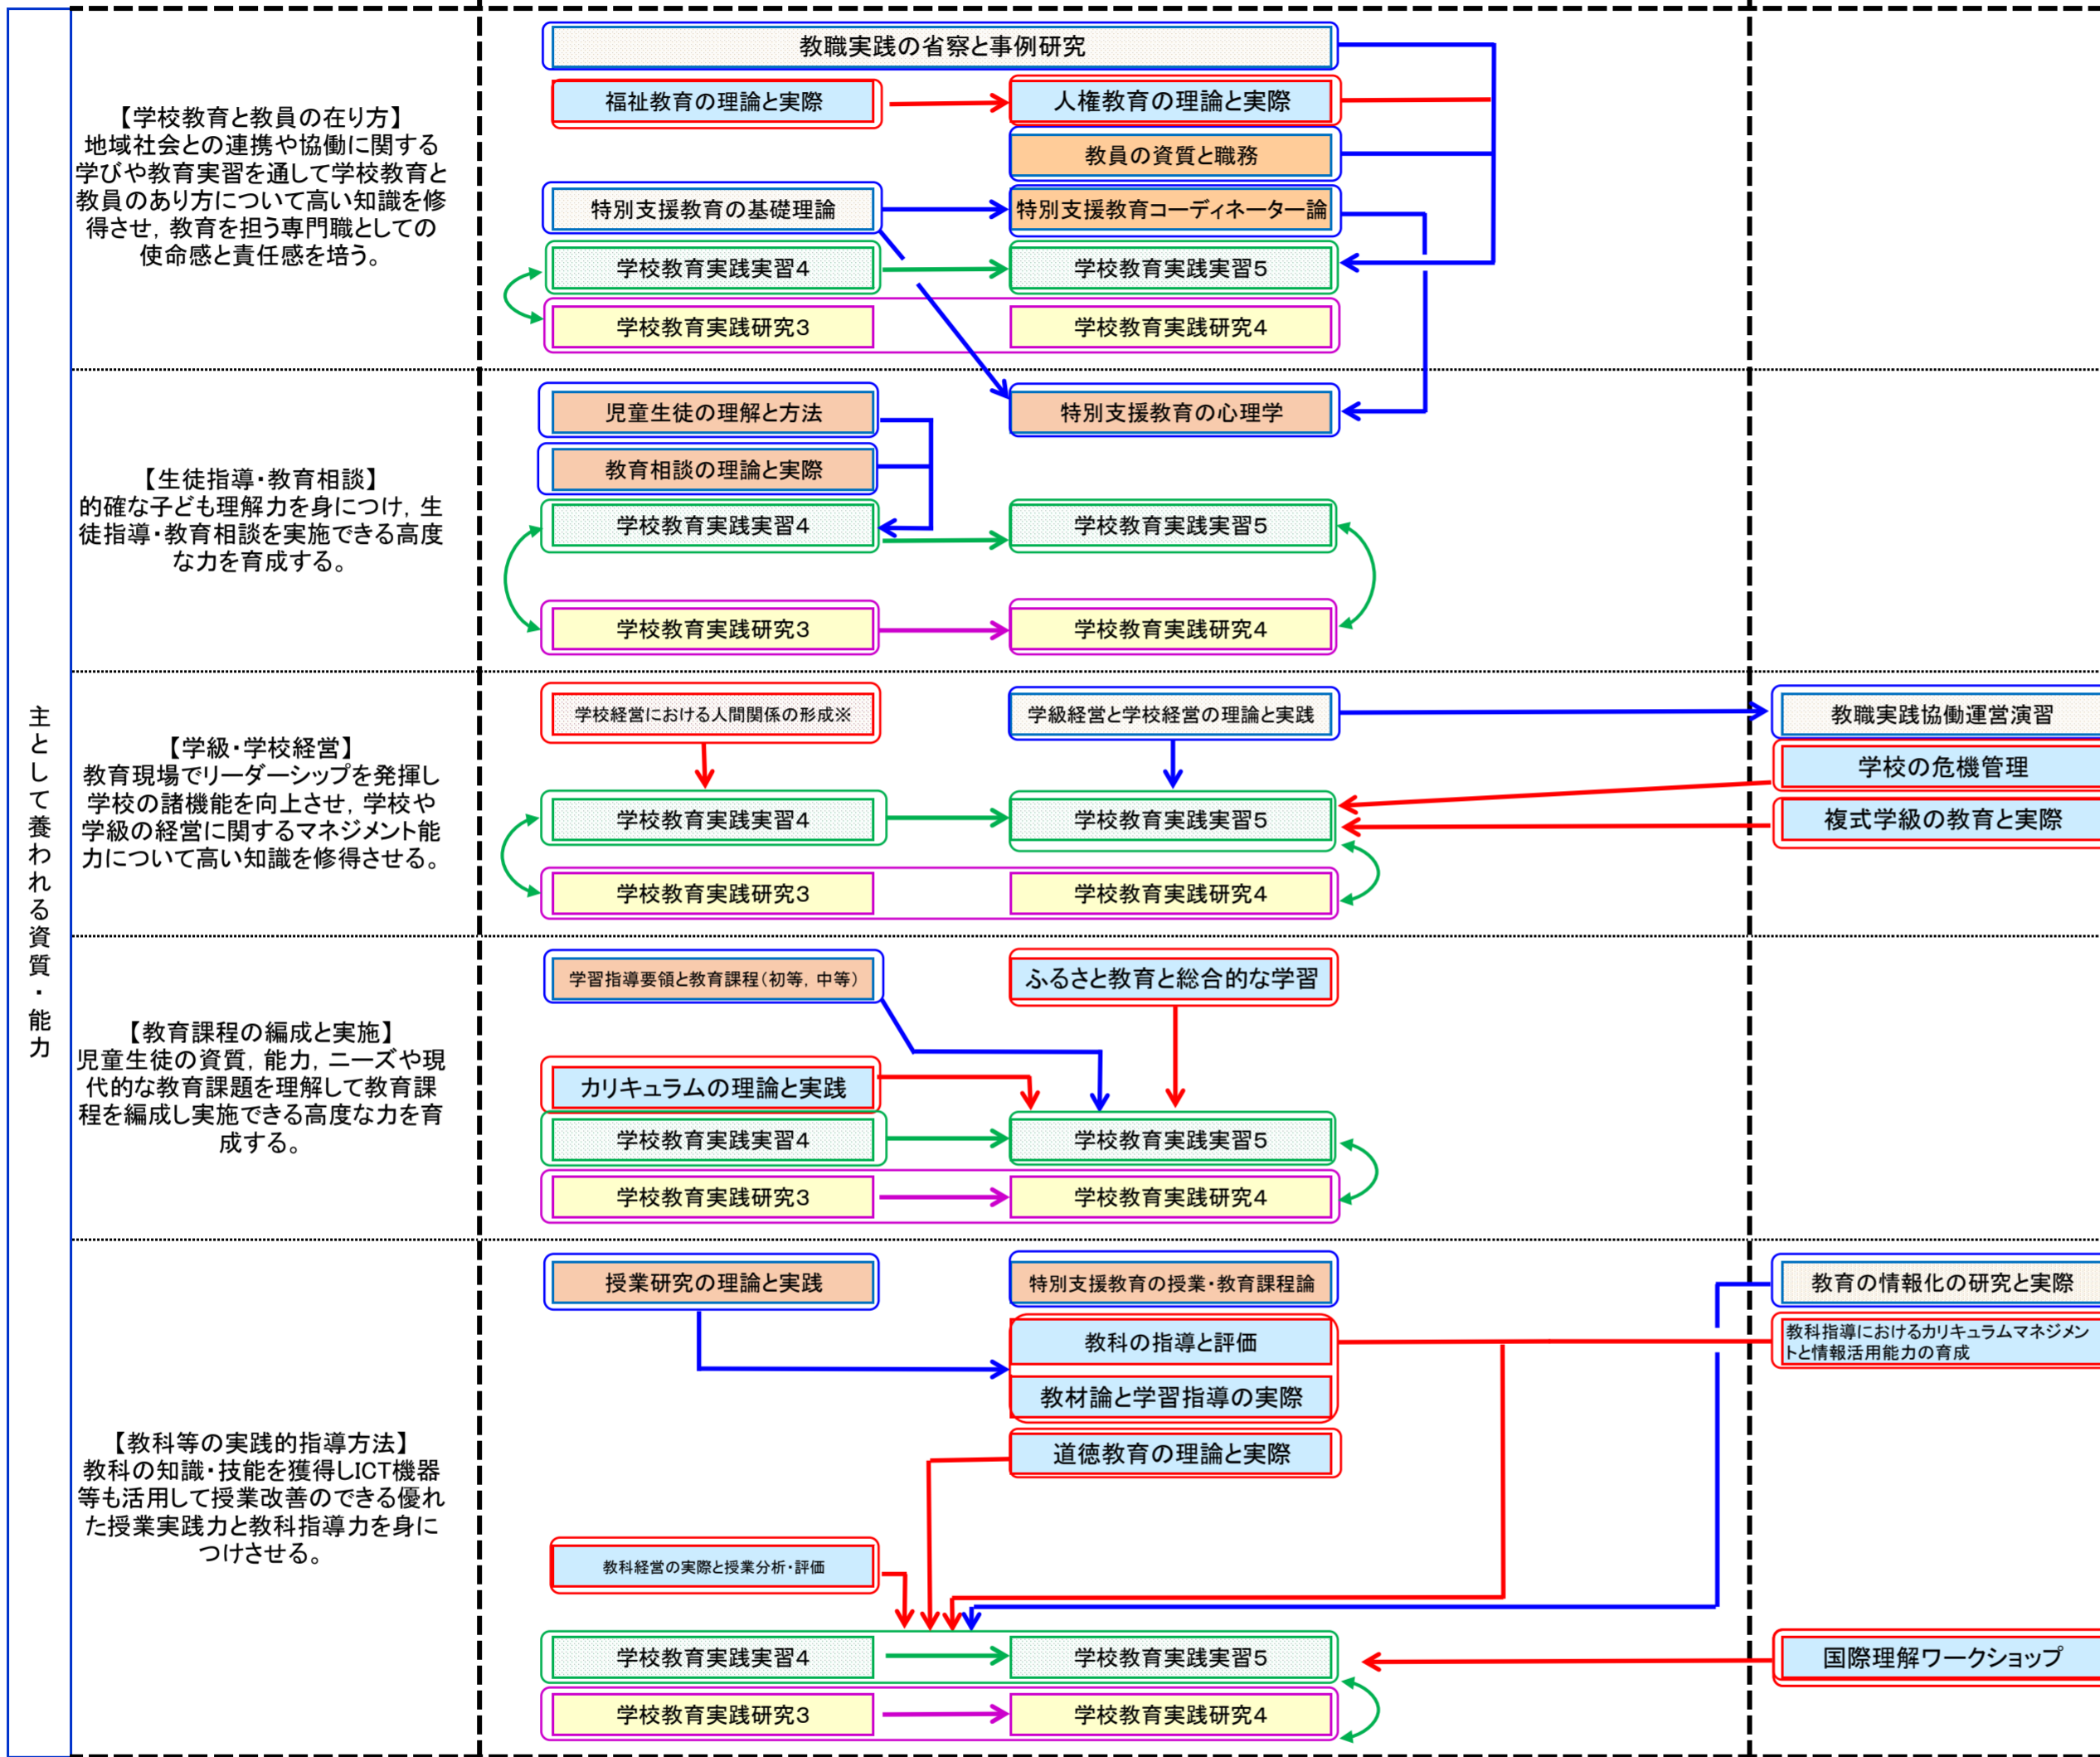 主として養われる資質・能力
【学校教育と教員の在り方】
地域社会との連携や協働に関する
学びや教育実習を通して学校教育と
教員のあり方について高い知識を修
得させ，教育を担う専門職としての
使命感と責任感を培う。
教職実践の省察と事例研究
福祉教育の理論と実際
人権教育の理論と実際
教員の資質と職務
特別支援教育の基礎理論
特別支援教育コーディネーター論
学校教育実践実習4
学校教育実践実習5
学校教育実践研究3
学校教育実践研究4
【生徒指導・教育相談】
的確な子ども理解力を身につけ，生
徒指導・教育相談を実施できる高度
な力を育成する。
児童生徒の理解と方法
特別支援教育の心理学
教育相談の理論と実際
学校教育実践実習4
学校教育実践実習5
学校教育実践研究3
学校教育実践研究4
【学級・学校経営】
教育現場でリーダーシップを発揮し
学校の諸機能を向上させ，学校や
学級の経営に関するマネジメント能
力について高い知識を修得させる。
学校経営における人間関係の形成※
学級経営と学校経営の理論と実践
教職実践協働運営演習
学校の危機管理
複式学級の教育と実際
学校教育実践実習4
学校教育実践実習5
学校教育実践研究3
学校教育実践研究4
【教育課程の編成と実施】
児童生徒の資質，能力，ニーズや現
代的な教育課題を理解して教育課
程を編成し実施できる高度な力を育
成する。
学習指導要領と教育課程（初等，中等）
ふるさと教育と総合的な学習
カリキュラムの理論と実践
学校教育実践実習4
学校教育実践実習5
学校教育実践研究3
学校教育実践研究4
【教科等の実践的指導方法】
教科の知識・技能を獲得しICT機器
等も活用して授業改善のできる優れ
た授業実践力と教科指導力を身に
つけさせる。
授業研究の理論と実践
特別支援教育の授業・教育課程論
教育の情報化の研究と実際
教科の指導と評価
教科指導におけるカリキュラムマネジメン
トと情報活用能力の育成
教材論と学習指導の実際
道徳教育の理論と実際
教科経営の実際と授業分析・評価
学校教育実践実習4
学校教育実践実習5
国際理解ワークショップ
学校教育実践研究3
学校教育実践研究4